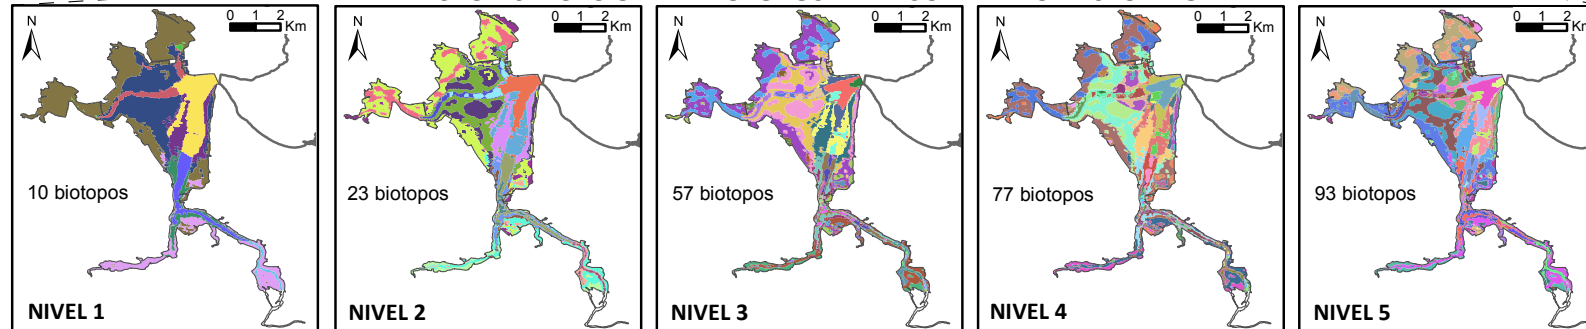 N
0 1 2
Km
10 biotopos
NIVEL 1
N
0 1 2
Km
23 biotopos
NIVEL 2
N
0 1 2
Km
57 biotopos
NIVEL 3
N
0 1 2
Km
77 biotopos
NIVEL 4
N
0 1 2
Km
93 biotopos
NIVEL 5